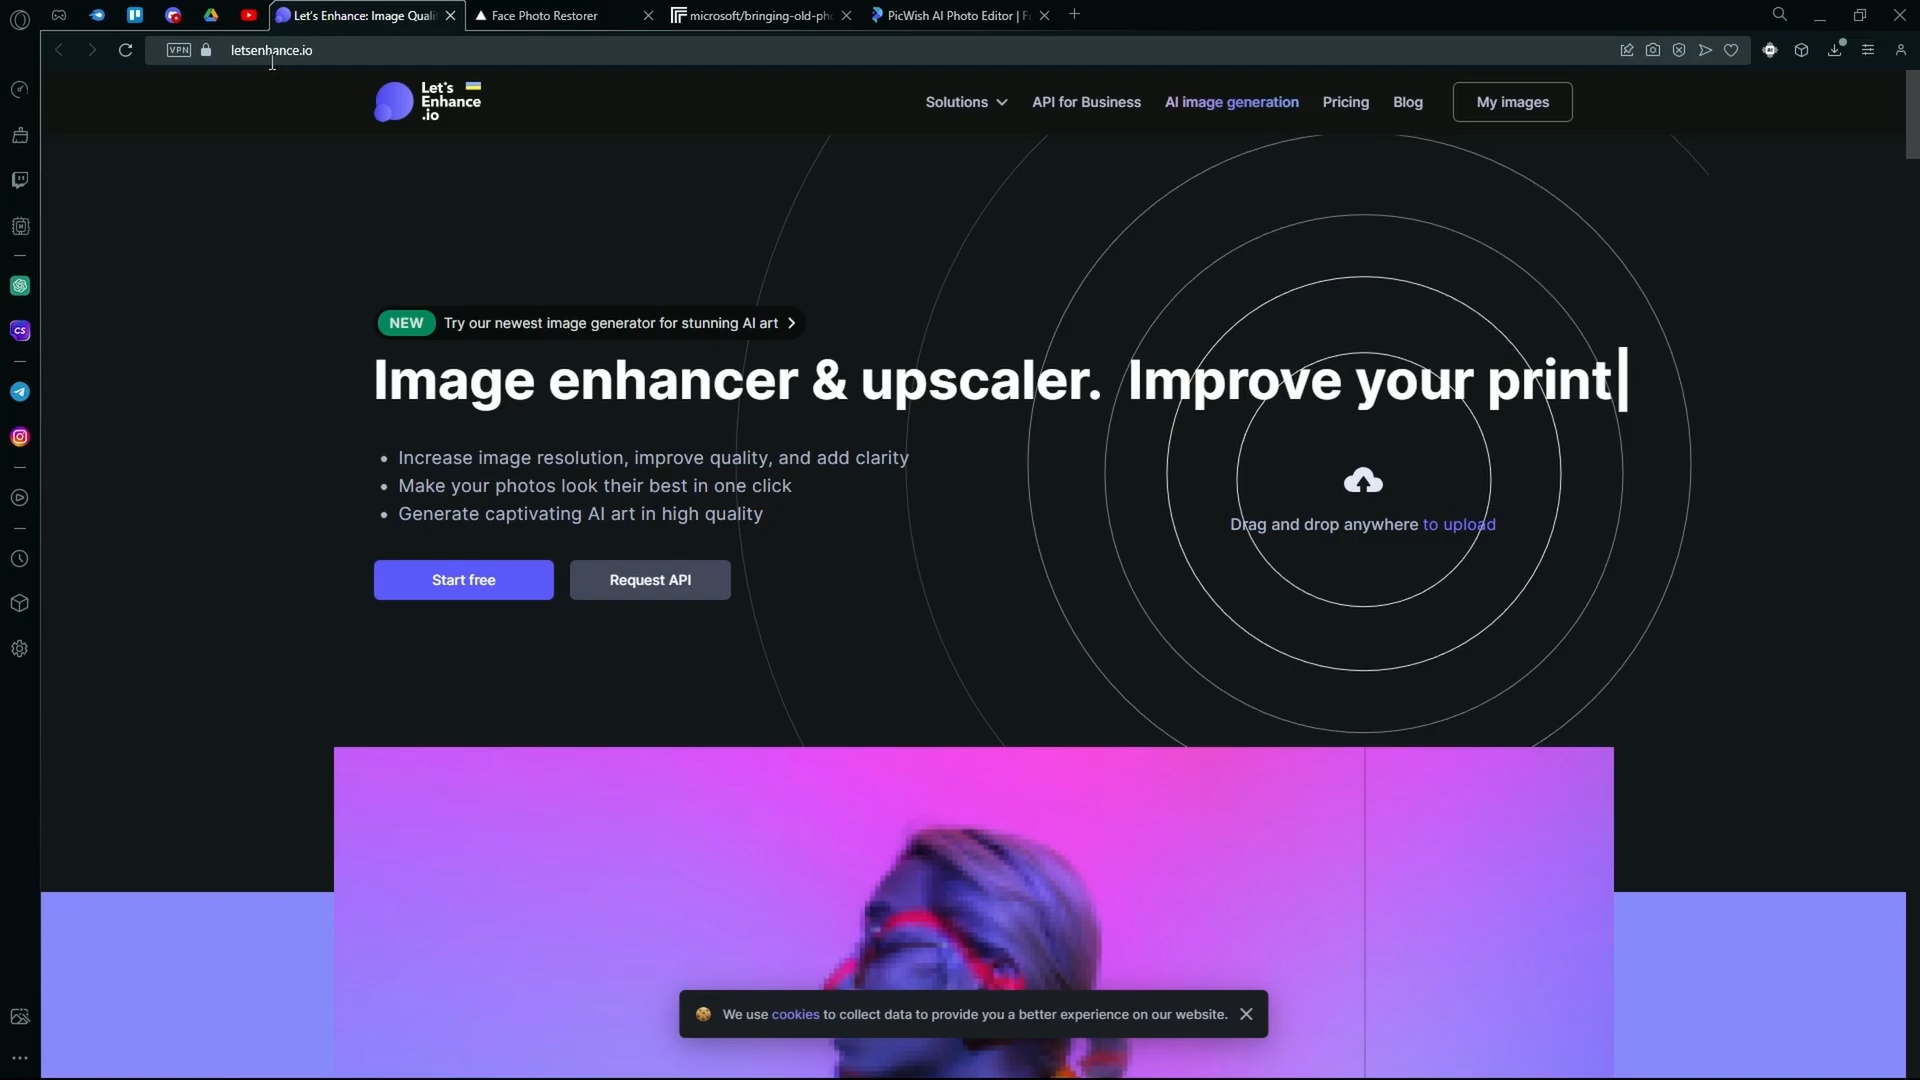 Let's Enhance: Image Quali
Face Photo Restorer
microsoft/bringing-old-pho
PicWish AI Photo Editor | Fr
VPN
letsenhance.io
Let's
Enhance
.io
Solutions
API for Business
AI image generation
Pricing
Blog
My images
NEW
Try our newest image generator for stunning AI art
Image enhancer & upscaler. Improve your print|
• Increase image resolution, improve quality, and add clarity
• Make your photos look their best in one click
• Generate captivating AI art in high quality
Drag and drop anywhere to upload
Start free
Request API
CS
We use cookies to collect data to provide you a better experience on our website.